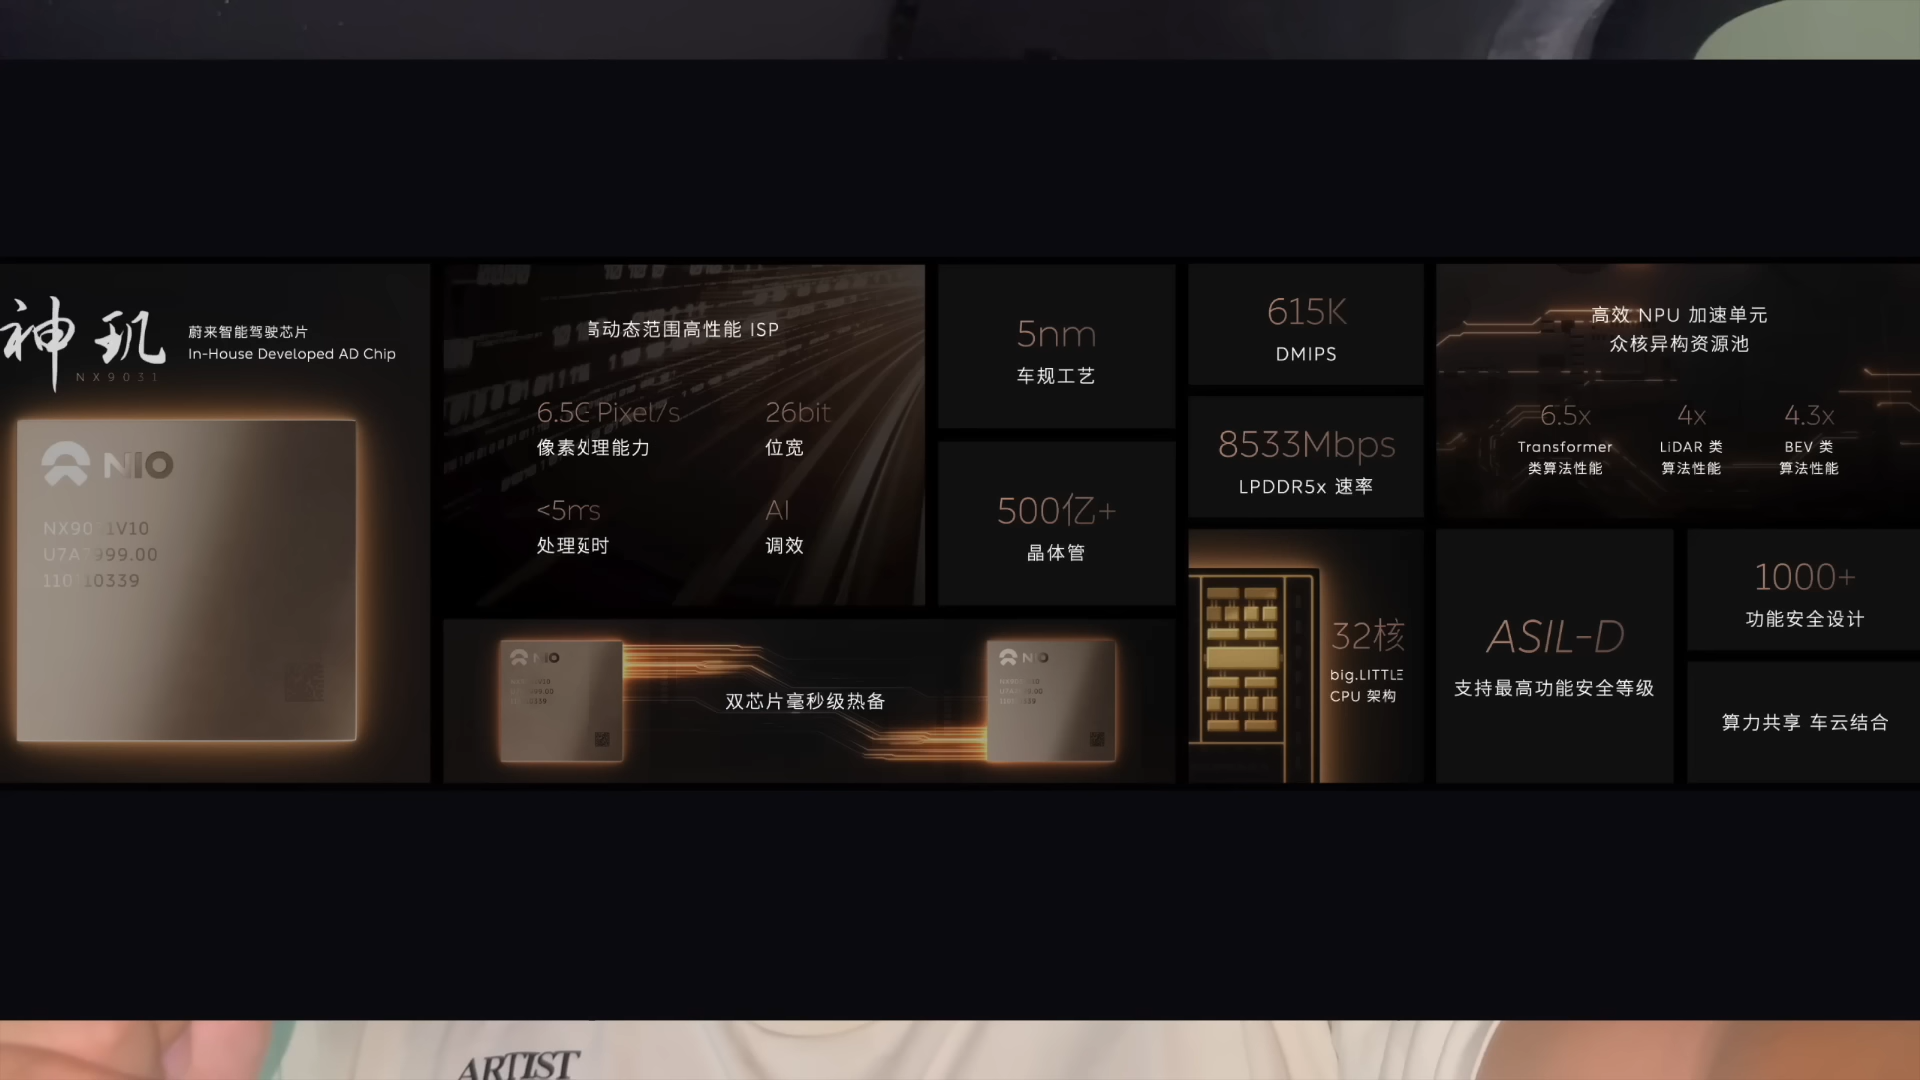 神玑
NX9031
蔚来智能驾驶芯片
In-House Developed AD Chip
NIO
U7A7999.00
高动态范围高性能 ISP
6.5G Pixel/s
像素处理能力
26bit
位宽
<5ms
处理延时
AI
调效
5nm
车规工艺
500亿+
晶体管
NIO
双芯片毫秒级热备
NIO
615K
DMIPS
8533Mbps
LPDDR5x 速率
32核
big.LITTLE
CPU 架构
高效 NPU 加速单元
众核异构资源池
6.5x
Transformer
类算法性能
4x
LiDAR 类
算法性能
4.3x
BEV 类
算法性能
ASIL-D
支持最高功能安全等级
1000+
功能安全设计
算力共享 车云结合
ARTIST